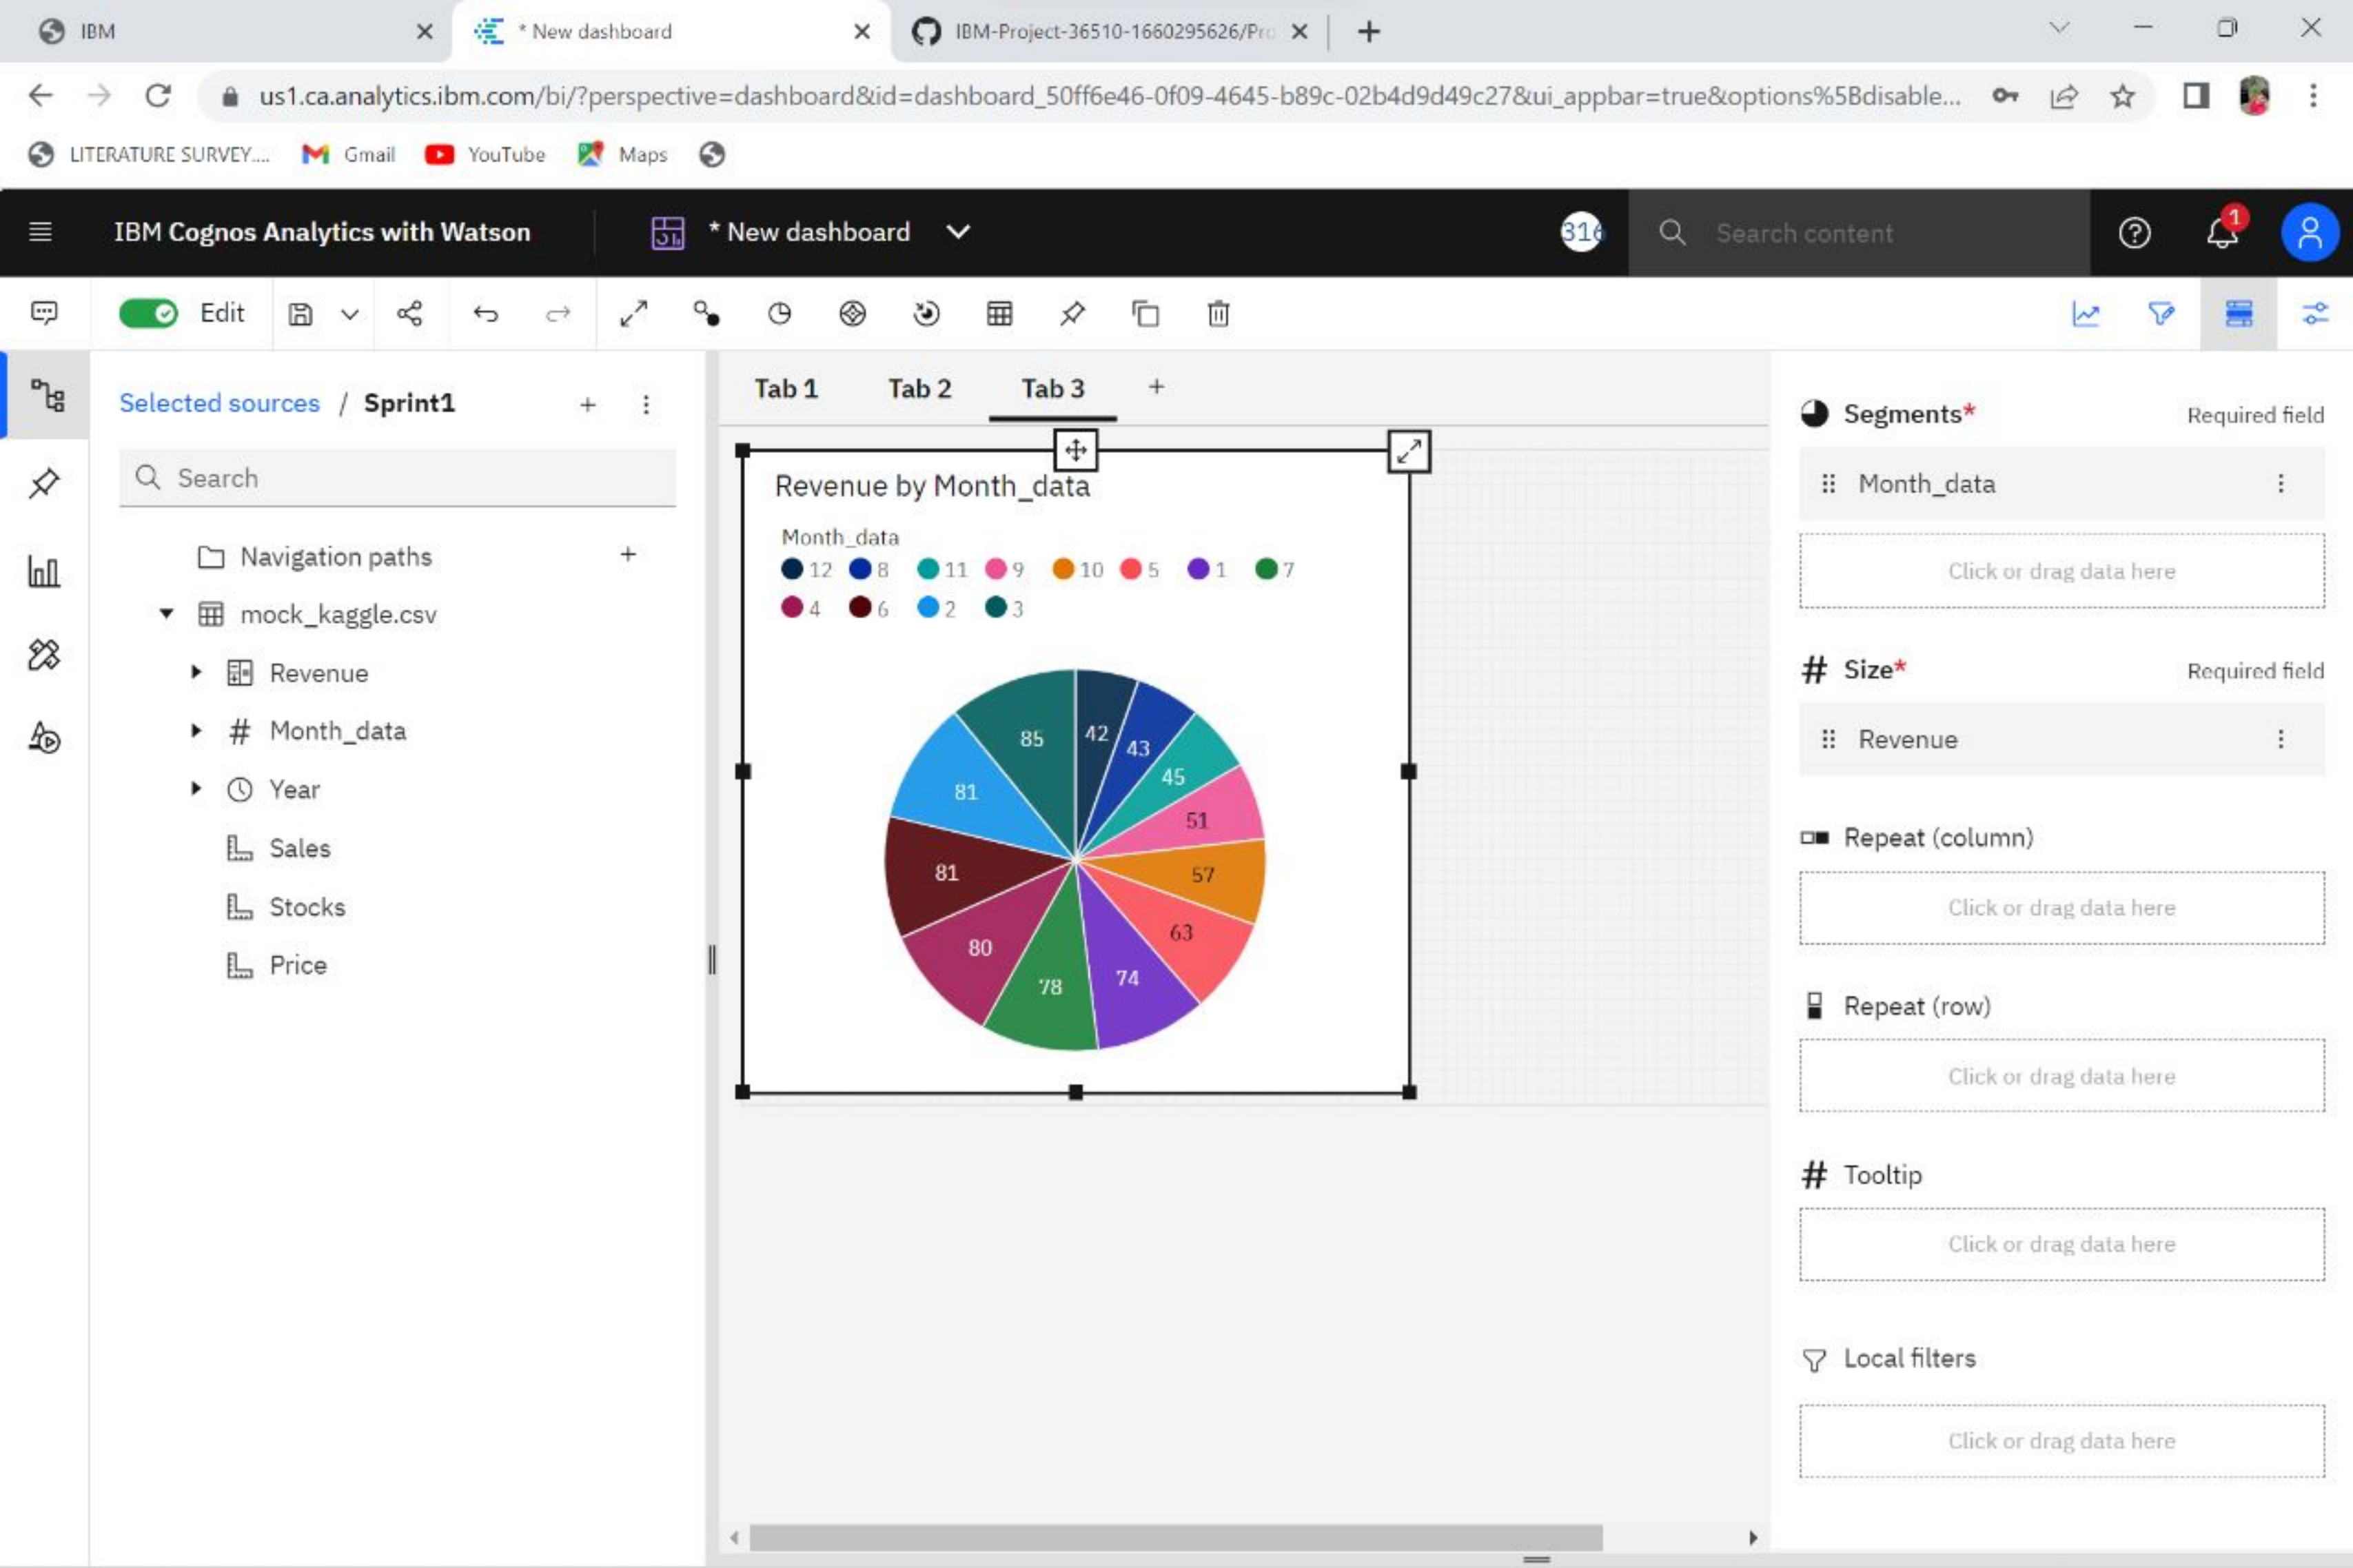 IBM
* New dashboard
IBM-Project-36510-1660295626/Pro
us1.ca.analytics.ibm.com/bi/?perspective=dashboard&id=dashboard_50ff6e46-0f09-4645-b89c-02b4d9d49c27&ui_appbar=true&options%5Bdisable...
LITERATURE SURVEY....
Gmail
YouTube
Maps
IBM Cognos Analytics with Watson
* New dashboard
316
Search content
1
Edit
Selected sources / Sprint1
Search
Navigation paths
mock_kaggle.csv
Revenue
Month_data
Year
Sales
Stocks
Price
Tab 1 Tab 2 Tab 3
Revenue by Month_data
Month_data
12 8 11 9 10 5 1 7
4 6 2 3
42
43
45
51
57
63
74
78
80
81
81
85
Segments* Required field
Month_data
Click or drag data here
# Size* Required field
Revenue
Repeat (column)
Click or drag data here
Repeat (row)
Click or drag data here
# Tooltip
Click or drag data here
Local filters
Click or drag data here